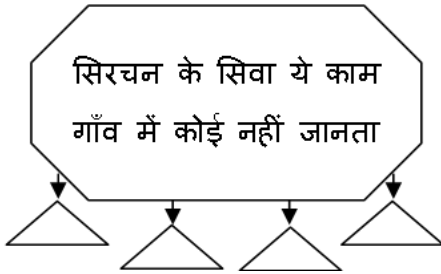 सिरचन के सिवा ये काम
गाँव में कोई नहीं जानता